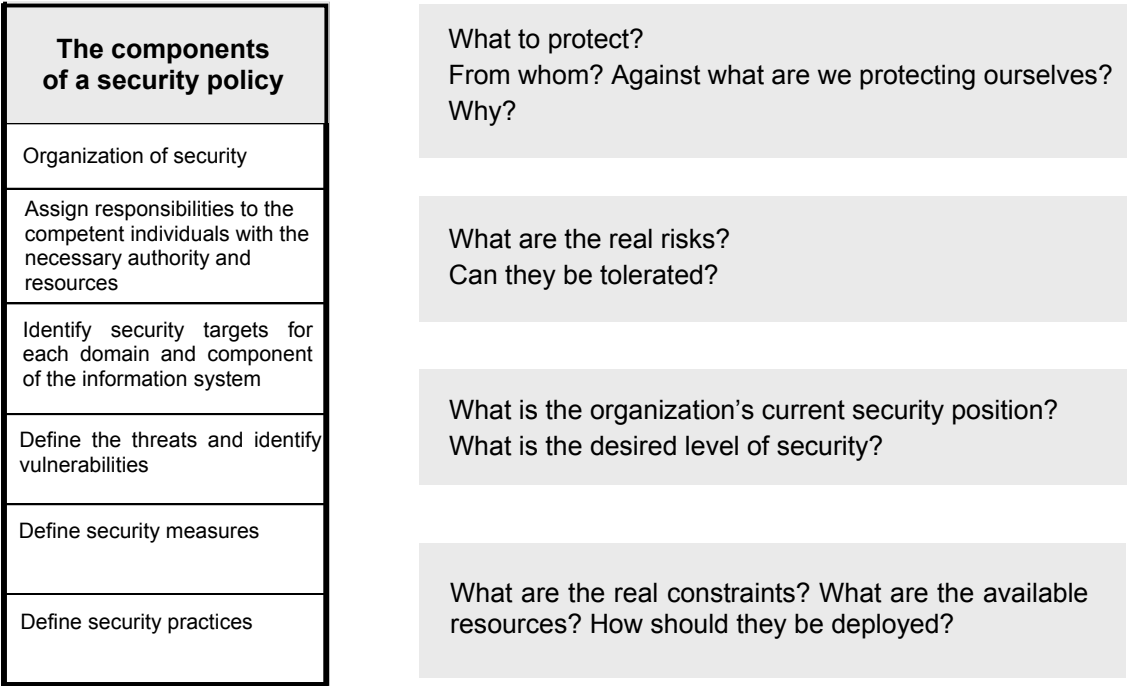 The components
of a security policy
Organization of security
Assign responsibilities to the
competent individuals with the
necessary authority and
resources
Identify security targets for
each domain and component
of the information system
Define the threats and identify
vulnerabilities
Define security measures
Define security practices
What to protect?
From whom? Against what are we protecting ourselves?
Why?
What are the real risks?
Can they be tolerated?
What is the organization’s current security position?
What is the desired level of security?
What are the real constraints? What are the available
resources? How should they be deployed?